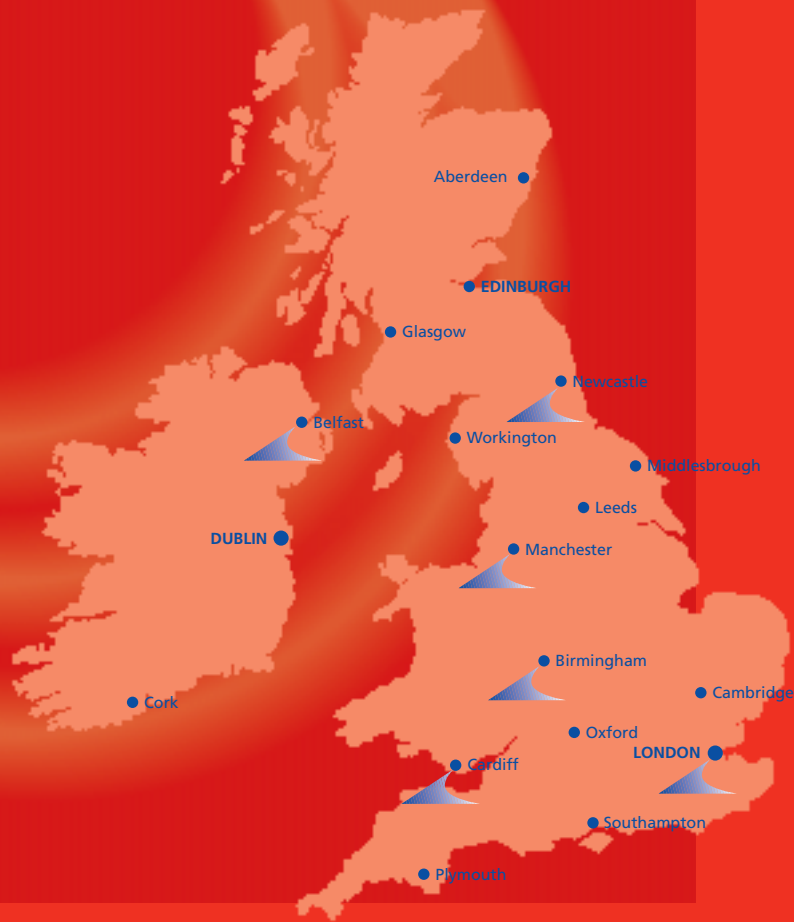 Aberdeen
EDINBURGH
Glasgow
Newcastle
Belfast
Workington
Middlesbrough
Leeds
DUBLIN
Manchester
Birmingham
Cambridge
Cork
Oxford
LONDON
Cardiff
Southampton
Plymouth